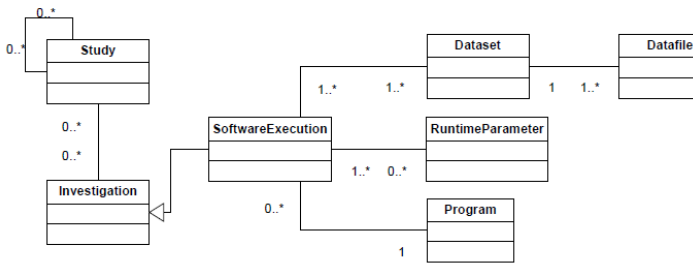 0..*
0..*
Study
Dataset
Datafile
1..*
1..*
1
1..*
0..*
0..*
SoftwareExecution
RuntimeParameter
1..*
0..*
Investigation
0..*
Program
1